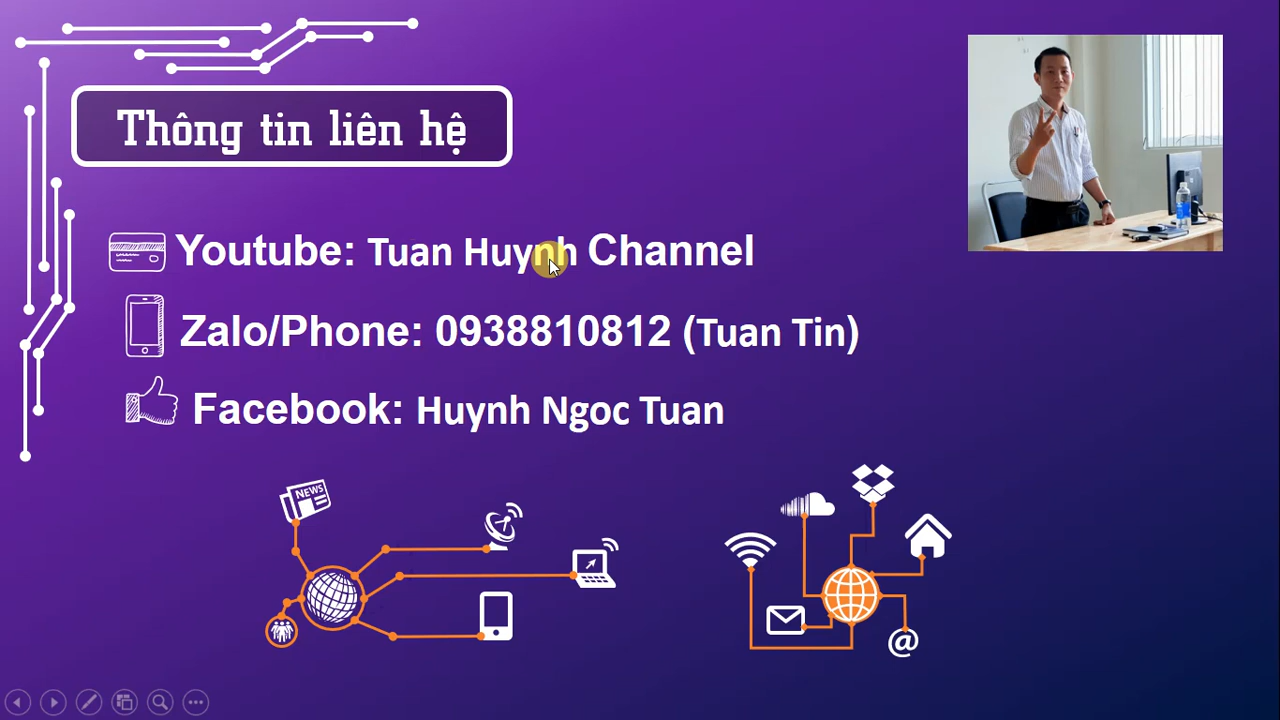 Thông tin liên hệ
Youtube: Tuan Huynh Channel
Zalo/Phone: 0938810812 (Tuan Tin)
Facebook: Huynh Ngoc Tuan
NEWS
@